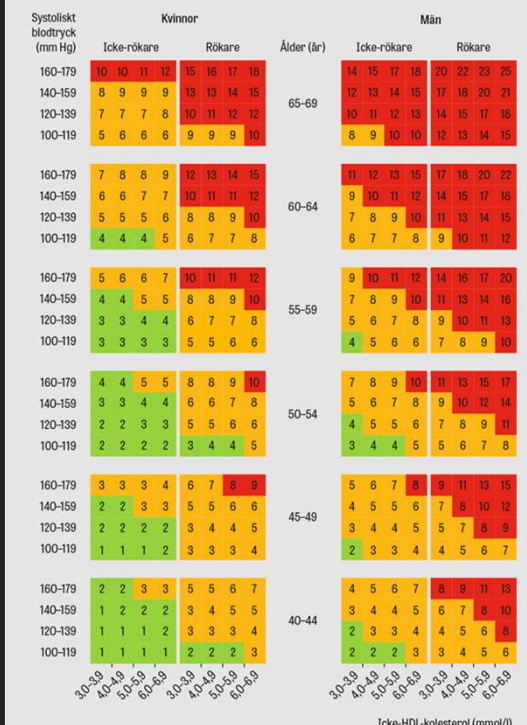 Systoliskt blodtryck (mm Hg) Kvinnor Män
Icke-rökare Rökare Ålder (år) Icke-rökare Rökare
160–179 10 10 11 12 15 16 17 18 14 15 17 18 20 22 23 25
140–159 8 9 9 9 13 13 14 15 12 13 14 15 17 18 20 21
65–69
120–139 7 7 7 8 10 11 12 12 10 11 12 13 14 15 17 18
100–119 5 6 6 6 9 9 9 10 8 9 10 10 12 13 14 15
160–179 7 8 8 9 12 13 14 15 11 12 13 15 17 18 20 22
140–159 6 6 7 7 10 11 11 12 9 10 11 12 14 15 17 18
60–64
120–139 5 5 5 6 8 8 9 10 7 8 9 10 11 13 14 15
100–119 4 4 4 5 6 7 7 8 6 7 7 8 9 10 11 12
160–179 5 6 6 7 10 11 11 12 9 10 11 12 14 16 17 20
140–159 4 4 5 5 8 8 9 10 7 8 9 10 11 13 14 16
55–59
120–139 3 3 4 4 6 7 7 8 5 6 7 8 9 10 11 13
100–119 3 3 3 3 5 5 6 6 4 5 6 6 7 8 9 10
160–179 4 4 5 5 8 8 9 10 7 8 9 10 11 13 15 17
140–159 3 3 4 4 6 6 7 8 5 6 7 8 9 10 12 14
50–54
120–139 2 2 3 3 5 5 6 6 4 5 5 6 7 8 9 11
100–119 2 2 2 2 3 4 4 5 3 4 4 5 5 6 7 8
160–179 3 3 3 4 6 7 8 9 5 6 7 8 9 11 13 15
140–159 2 2 3 3 5 5 6 6 4 5 5 6 7 8 10 12
45–49
120–139 2 2 2 2 3 4 4 5 3 4 4 5 5 7 8 9
100–119 1 1 1 2 3 3 3 4 2 3 3 4 4 5 6 7
160–179 2 2 3 3 5 5 6 7 4 5 6 7 8 9 11 13
140–159 1 2 2 2 3 4 5 5 3 4 4 5 6 7 8 10
40–44
120–139 1 1 1 2 3 3 3 4 2 3 3 4 4 5 6 8
100–119 1 1 1 1 2 2 2 3 2 2 2 3 3 4 5 6
3,0–3,9 4,0–4,9 5,0–5,9 6,0–6,9 3,0–3,9 4,0–4,9 5,0–5,9 6,0–6,9 3,0–3,9 4,0–4,9 5,0–5,9 6,0–6,9 3,0–3,9 4,0–4,9 5,0–5,9 6,0–6,9
Icke-HDL-kolesterol (mmol/l)